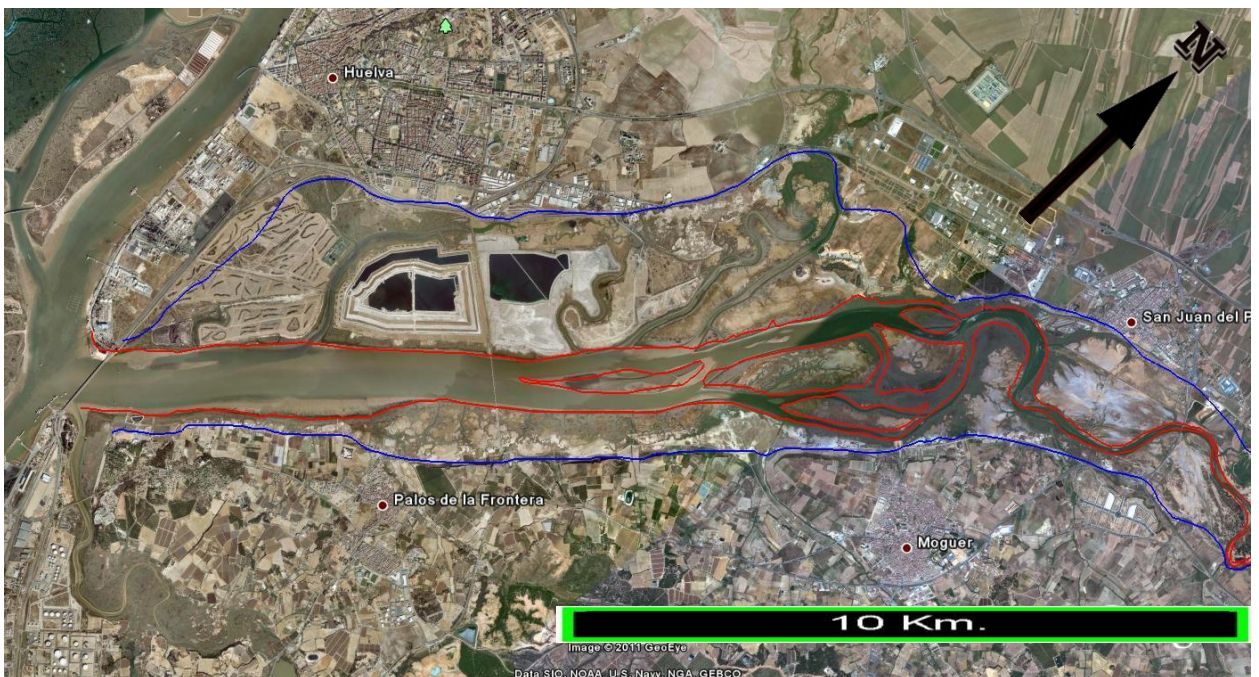 N
Huelva
San Juan del P
Palos de la Frontera
Moguer
10 Km.
Image © 2011 GeoEye
Data SIO, NOAA, U.S. Navy, NGA, GEBCO